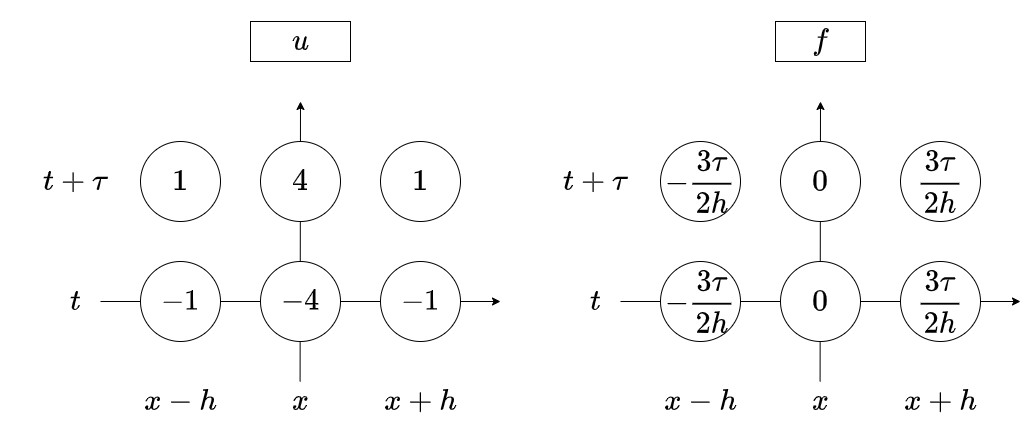 u f
t + τ 1 4 1 t + τ −3τ/2h 0 3τ/2h
t −1 −4 −1 t −3τ/2h 0 3τ/2h
x − h x x + h x − h x x + h